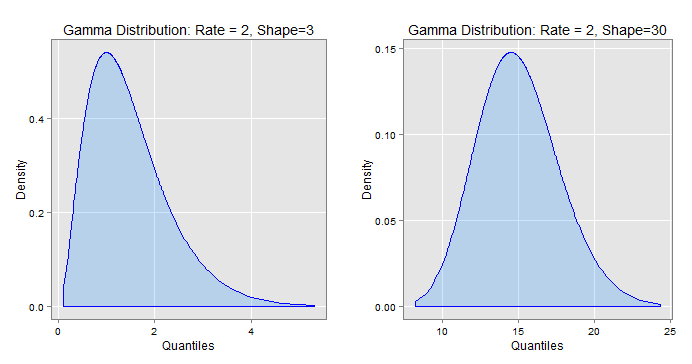 Gamma Distribution: Rate = 2, Shape=3
Density
0.4
0.2
0.0
0
2
4
Quantiles
Gamma Distribution: Rate = 2, Shape=30
Density
0.15
0.10
0.05
0.00
10
15
20
25
Quantiles